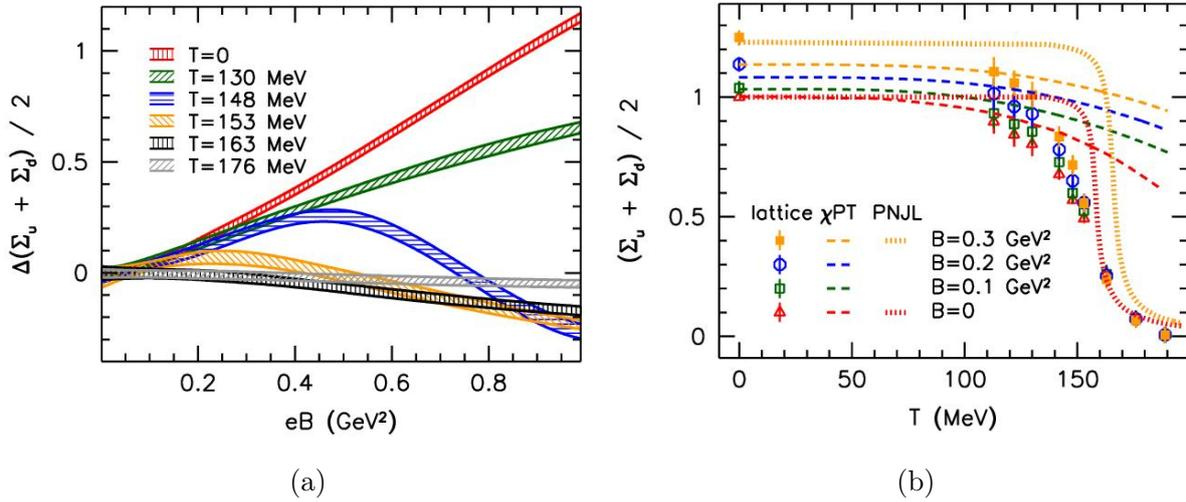 Δ(Σu + Σd) / 2
1
0.5
0
T=0
T=130 MeV
T=148 MeV
T=153 MeV
T=163 MeV
T=176 MeV
0.2 0.4 0.6 0.8
eB (GeV²)
(a)
(Σu + Σd) / 2
1
0.5
0
lattice χPT PNJL
B=0.3 GeV²
B=0.2 GeV²
B=0.1 GeV²
B=0
0 50 100 150
T (MeV)
(b)